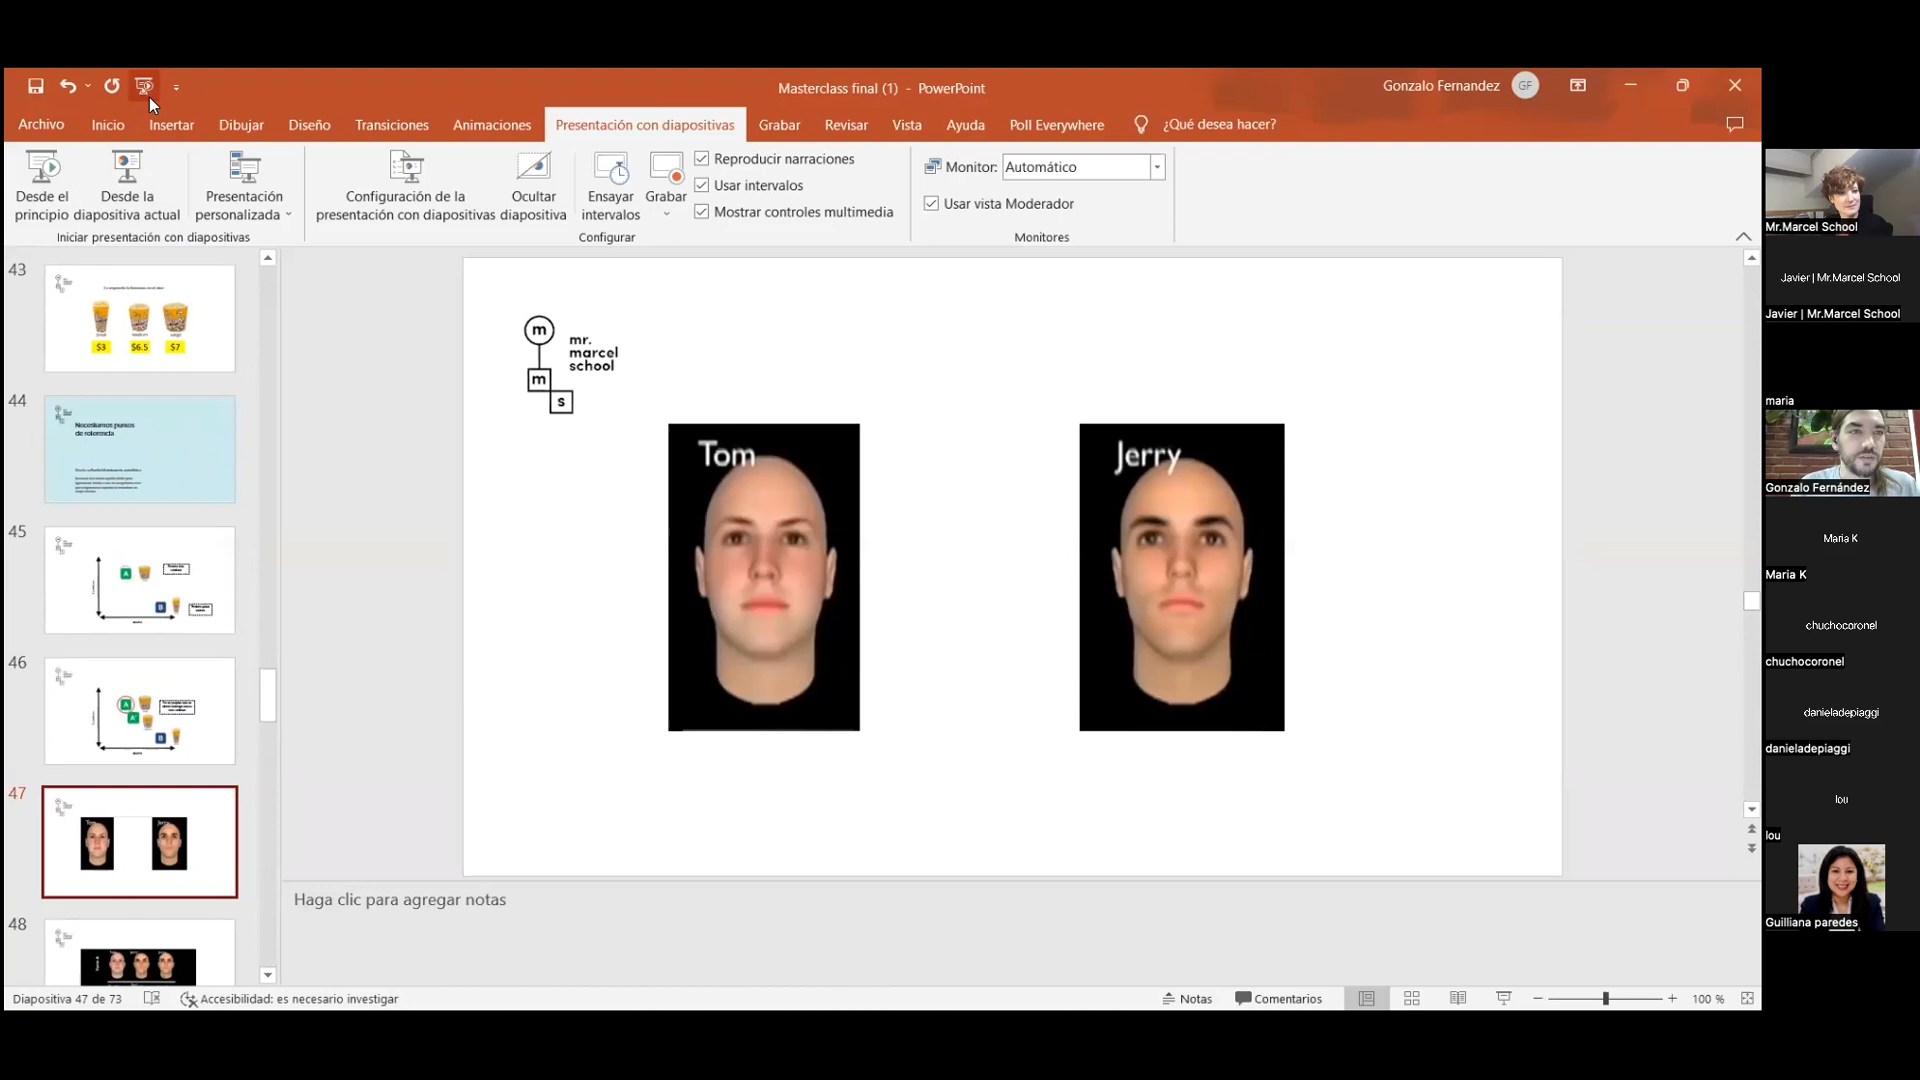 Masterclass final (1) - PowerPoint
Gonzalo Fernandez
GF
Archivo
Inicio
Insertar
Dibujar
Diseño
Transiciones
Animaciones
Presentación con diapositivas
Grabar
Revisar
Vista
Ayuda
Poll Everywhere
¿Qué desea hacer?
Desde el
principio
Desde la
diapositiva actual
Presentación
personalizada
Iniciar presentación con diapositivas
Configuración de la
presentación con diapositivas
Ocultar
diapositiva
Ensayar
intervalos
Grabar
Reproducir narraciones
Usar intervalos
Mostrar controles multimedia
Configurar
Monitor:
Automático
Usar vista Moderador
Monitores
43
$3
$6.5
$7
44
Necesitamos puntos
de referencia
45
A
B
46
A
A'
B
47
Tom
Jerry
48
m
m
s
mr.
marcel
school
Tom
Jerry
Haga clic para agregar notas
Diapositiva 47 de 73
Accesibilidad: es necesario investigar
Notas
Comentarios
100 %
Mr.Marcel School
Javier | Mr.Marcel School
Javier | Mr.Marcel School
maria
Gonzalo Fernández
Maria K
Maria K
chuchocoronel
chuchocoronel
danieladepiaggi
danieladepiaggi
lou
lou
Guilliana paredes